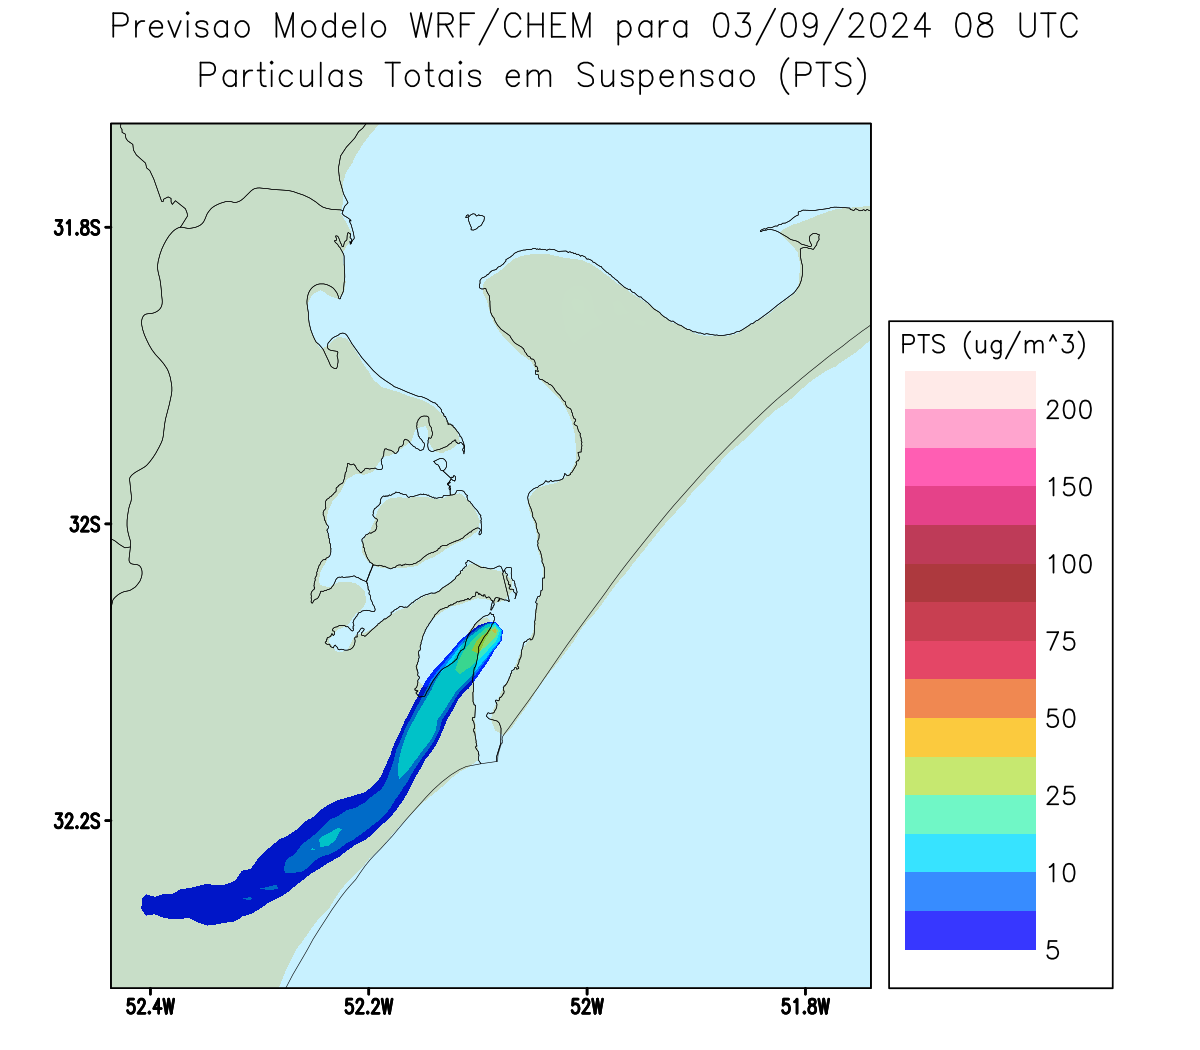 Previsao Modelo WRF/CHEM para 03/09/2024 08 UTC
Particulas Totais em Suspensao (PTS)
31.8S
32S
32.2S
52.4W
52.2W
52W
51.8W
PTS (ug/m^3)
200
150
100
75
50
25
10
5